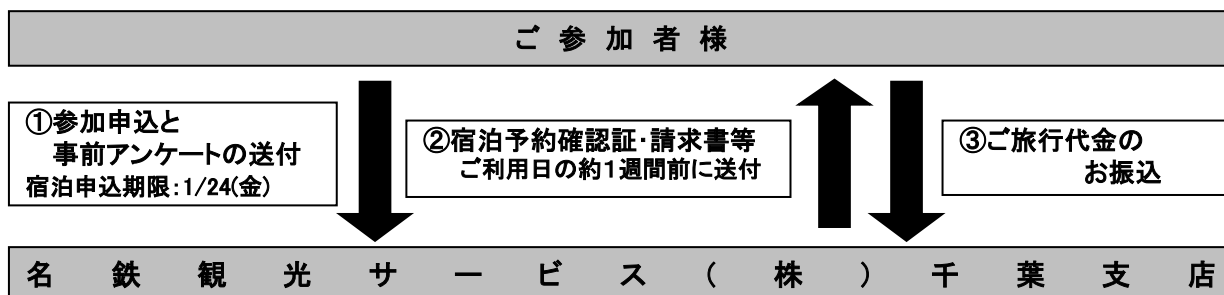 ご参加者様
①参加申込と
事前アンケートの送付
宿泊申込期限:1/24(金)
②宿泊予約確認証・請求書等
ご利用日の約1週間前に送付
③ご旅行代金の
お振込
名鉄観光サービス(株)千葉支店